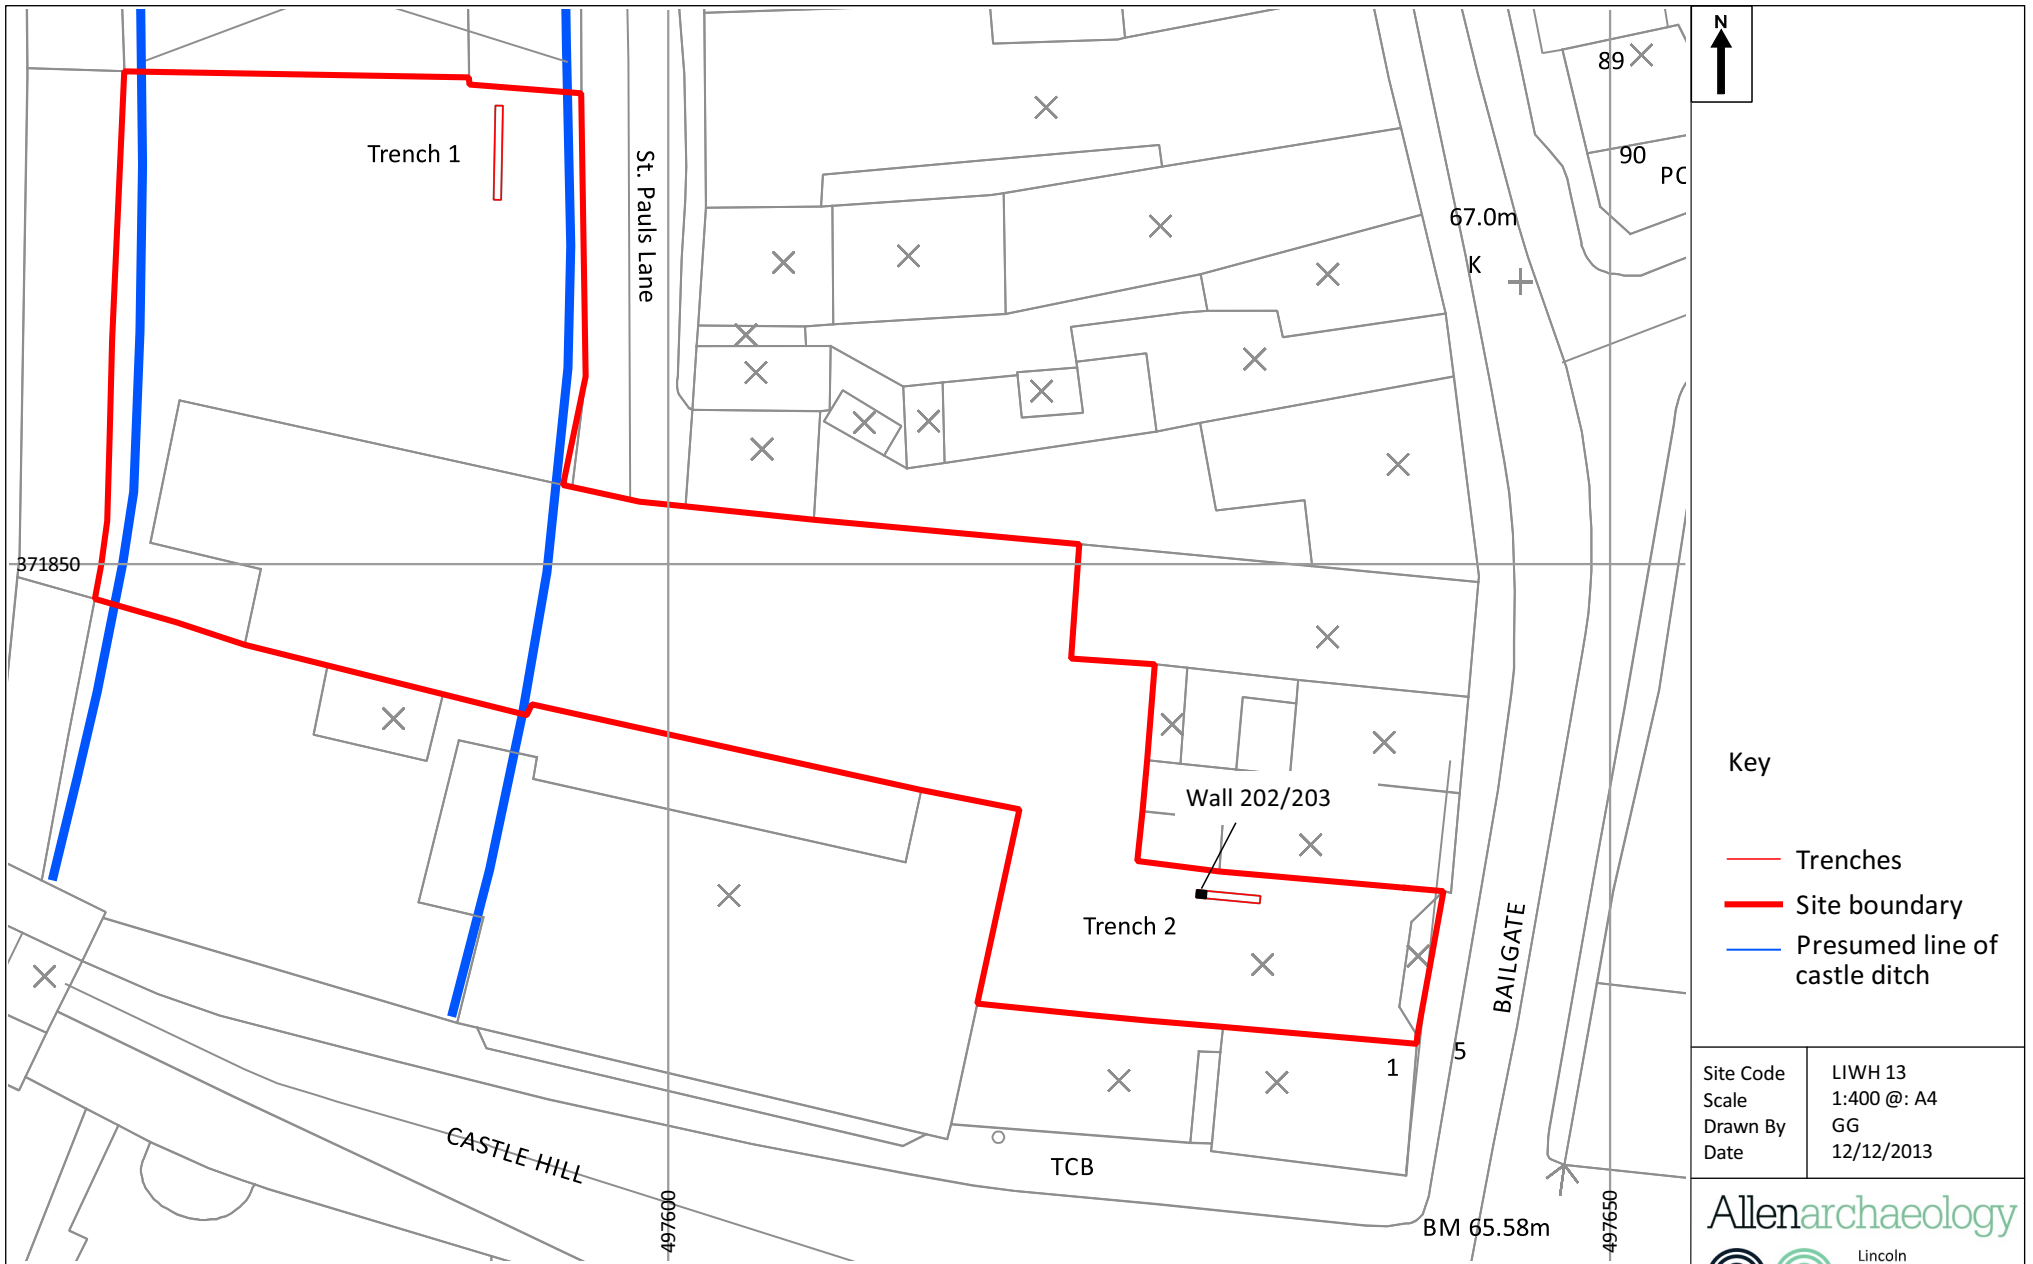 N
89
90
PC
67.0m
K
Trench 1
St. Pauls Lane
371850
Wall 202/203
Trench 2
BAILGATE
1
5
CASTLE HILL
TCB
BM 65.58m
497600
497650
Key
Trenches
Site boundary
Presumed line of
castle ditch
Site Code LIWH 13
Scale 1:400 @: A4
Drawn By GG
Date 12/12/2013
Allenarchaeology
Lincoln